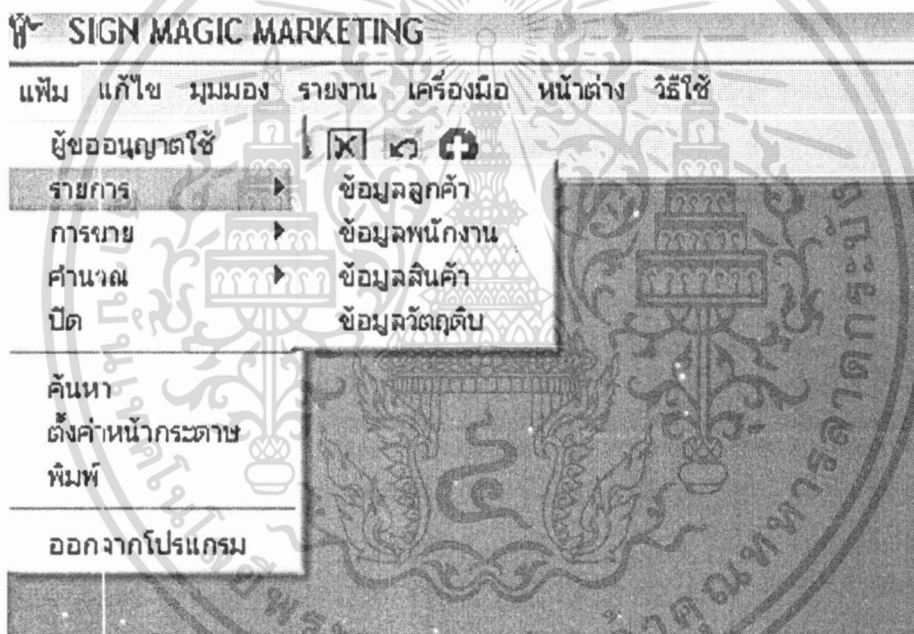 SIGN MAGIC MARKETING
แฟ้ม แก้ไข มุมมอง รายงาน เครื่องมือ หน้าต่าง วิธีใช้
ผู้ขออนุญาตใช้
รายการ
การขาย
คำนวณ
ปิด
ค้นหา
ตั้งค่าหน้ากระดาษ
พิมพ์
ออกจากโปรแกรม
ข้อมูลลูกค้า
ข้อมูลพนักงาน
ข้อมูลสินค้า
ข้อมูลวัตถุดิบ